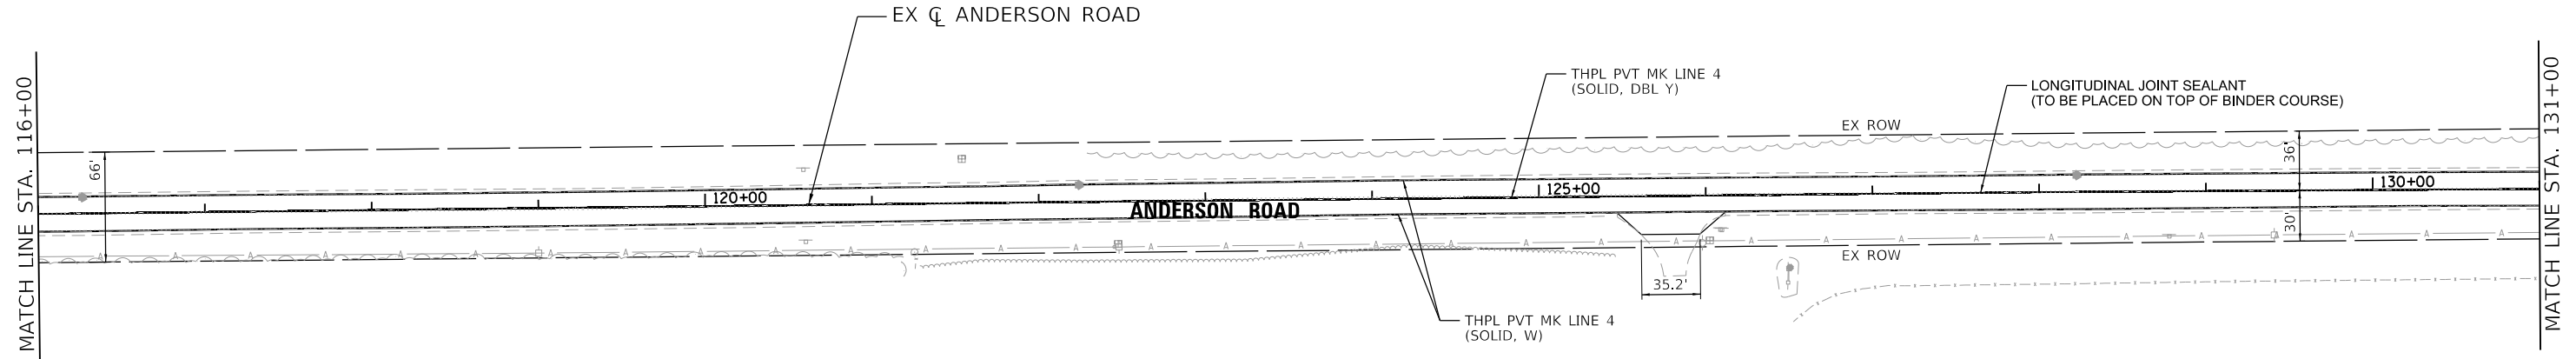 EX ℄ ANDERSON ROAD
THPL PVT MK LINE 4
(SOLID, DBL Y)
LONGITUDINAL JOINT SEALANT
(TO BE PLACED ON TOP OF BINDER COURSE)
MATCH LINE STA. 116+00
MATCH LINE STA. 131+00
EX ROW
66'
36'
120+00
125+00
130+00
ANDERSON ROAD
30'
EX ROW
35.2'
THPL PVT MK LINE 4
(SOLID, W)
A A A A A A A A A A A A A A A A A A A A A A A A A A A A A A A A A